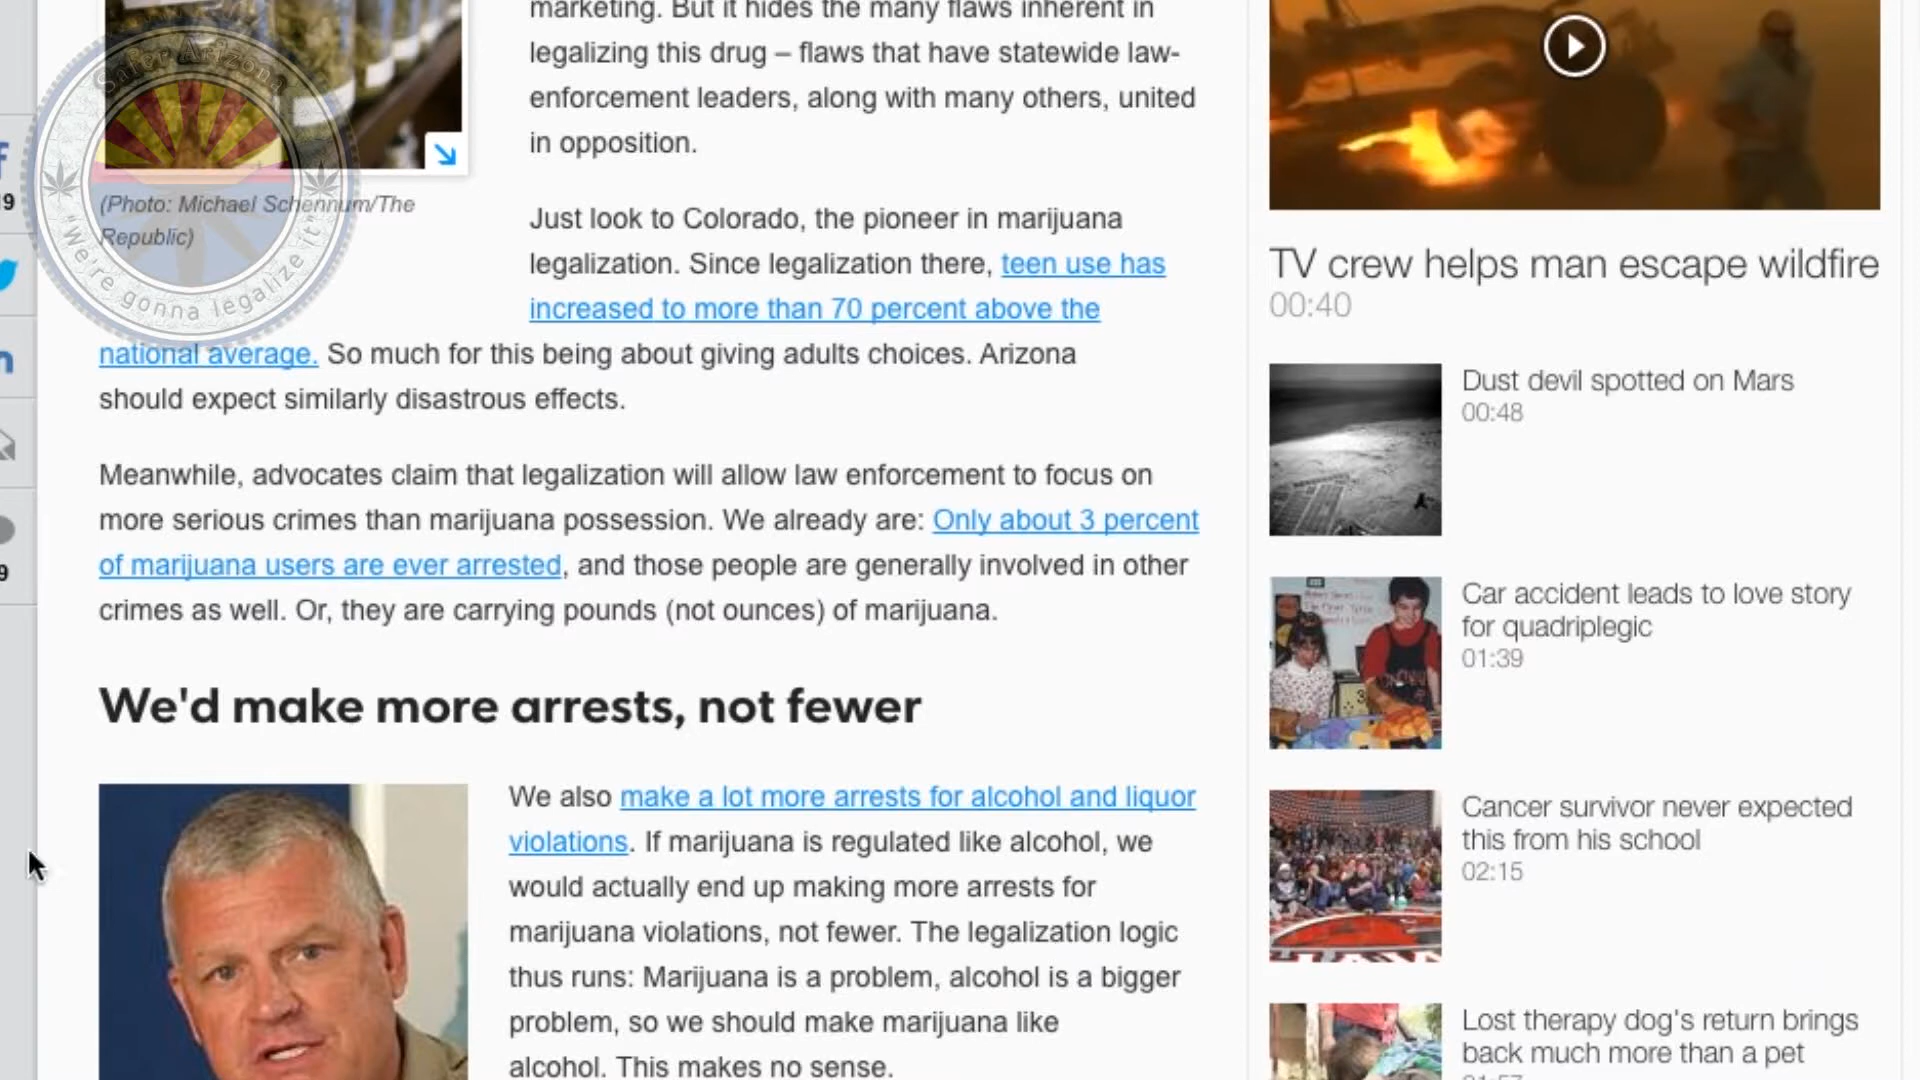 marketing. But it hides the many flaws inherent in
legalizing this drug – flaws that have statewide law-
enforcement leaders, along with many others, united
in opposition.
Safer Arizona
"We're gonna legalize it"
(Photo: Michael Schennum/The
Republic)
Just look to Colorado, the pioneer in marijuana
legalization. Since legalization there, teen use has
increased to more than 70 percent above the
national average. So much for this being about giving adults choices. Arizona
should expect similarly disastrous effects.
Meanwhile, advocates claim that legalization will allow law enforcement to focus on
more serious crimes than marijuana possession. We already are: Only about 3 percent
of marijuana users are ever arrested, and those people are generally involved in other
crimes as well. Or, they are carrying pounds (not ounces) of marijuana.
We'd make more arrests, not fewer
We also make a lot more arrests for alcohol and liquor
violations. If marijuana is regulated like alcohol, we
would actually end up making more arrests for
marijuana violations, not fewer. The legalization logic
thus runs: Marijuana is a problem, alcohol is a bigger
problem, so we should make marijuana like
alcohol. This makes no sense.
TV crew helps man escape wildfire
00:40
Dust devil spotted on Mars
00:48
Car accident leads to love story
for quadriplegic
01:39
Cancer survivor never expected
this from his school
02:15
Lost therapy dog's return brings
back much more than a pet